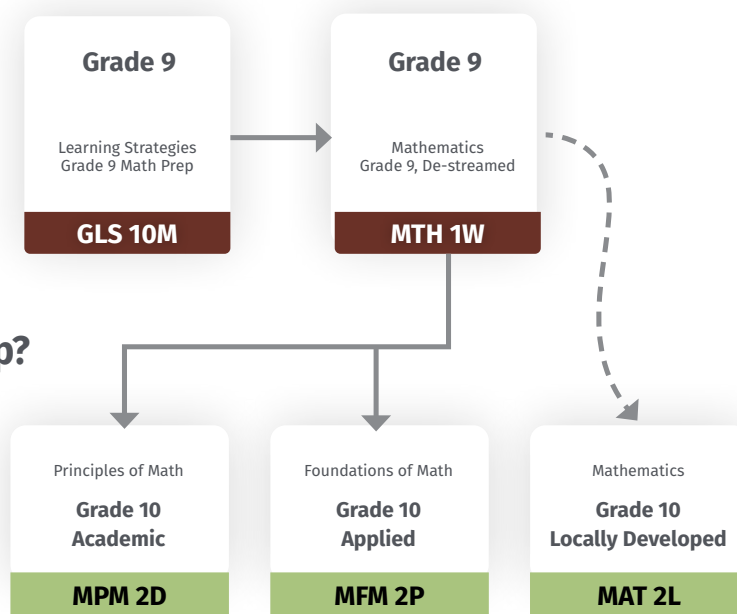 Grade 9
Learning Strategies
Grade 9 Math Prep
GLS 10M
Grade 9
Mathematics
Grade 9, De-streamed
MTH 1W
p?
Principles of Math
Grade 10
Academic
MPM 2D
Foundations of Math
Grade 10
Applied
MFM 2P
Mathematics
Grade 10
Locally Developed
MAT 2L